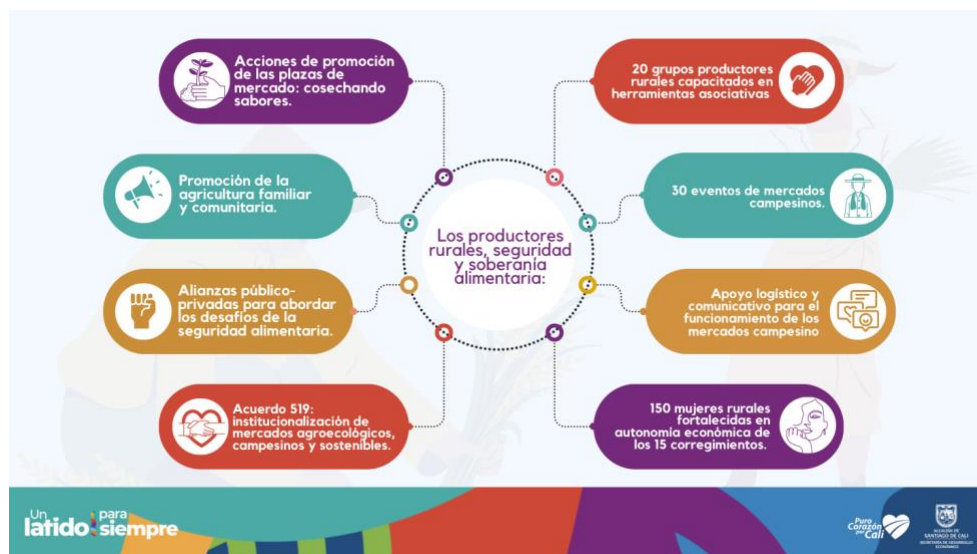 Acciones de promoción
de las plazas de
mercado: cosechando
sabores.
Promoción de la
agricultura familiar
y comunitaria.
Alianzas público-
privadas para abordar
los desafíos de la
seguridad alimentaria.
Acuerdo 519:
institucionalización de
mercados agroecológicos,
campesinos y sostenibles.
Los productores
rurales, seguridad
y soberanía
alimentaria:
20 grupos productores
rurales capacitados en
herramientas asociativas
30 eventos de mercados
campesinos.
Apoyo logístico y
comunicativo para el
funcionamiento de los
mercados campesino
150 mujeres rurales
fortalecidas en
autonomía económica de
los 15 corregimientos.
Un
latido para
siempre
Puro
Corazón
por Cali
ALCALDÍA DE
SANTIAGO DE CALI
SECRETARÍA DE DESARROLLO
ECONÓMICO